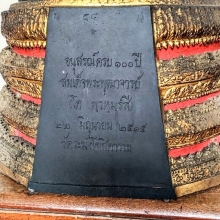 อนุสรณ์ครบ ๑๐๐ ปี
สมเด็จพระพุฒาจารย์
โต พรหมรังสี
๒๒ มิถุนายน ๒๕๑๕